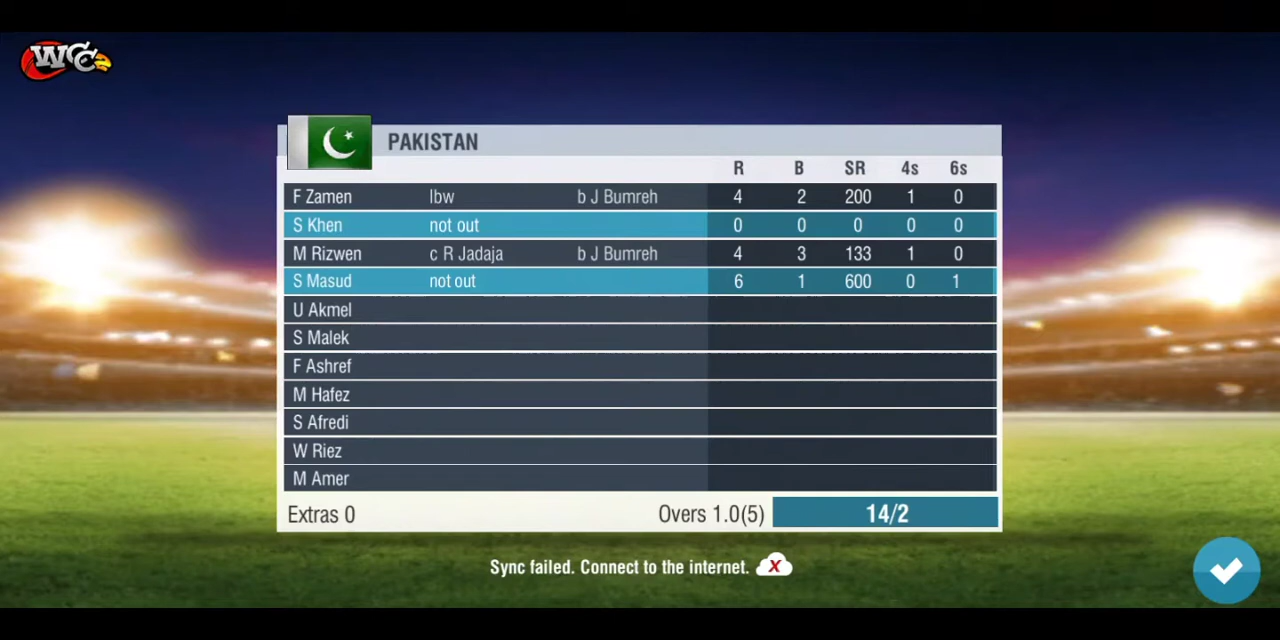 WCC
PAKISTAN
R B SR 4s 6s
F Zamen lbw b J Bumreh 4 2 200 1 0
S Khen not out 0 0 0 0 0
M Rizwen c R Jadaja b J Bumreh 4 3 133 1 0
S Masud not out 6 1 600 0 1
U Akmel
S Malek
F Ashref
M Hafez
S Afredi
W Riez
M Amer
Extras 0 Overs 1.0(5) 14/2
Sync failed. Connect to the internet. X